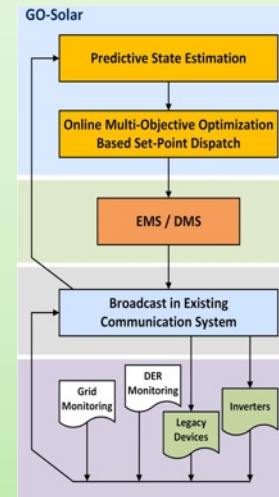 GO-Solar
Predictive State Estimation
Online Multi-Objective Optimization
Based Set-Point Dispatch
EMS / DMS
Broadcast in Existing
Communication System
Grid
Monitoring
DER
Monitoring
Legacy
Devices
Inverters